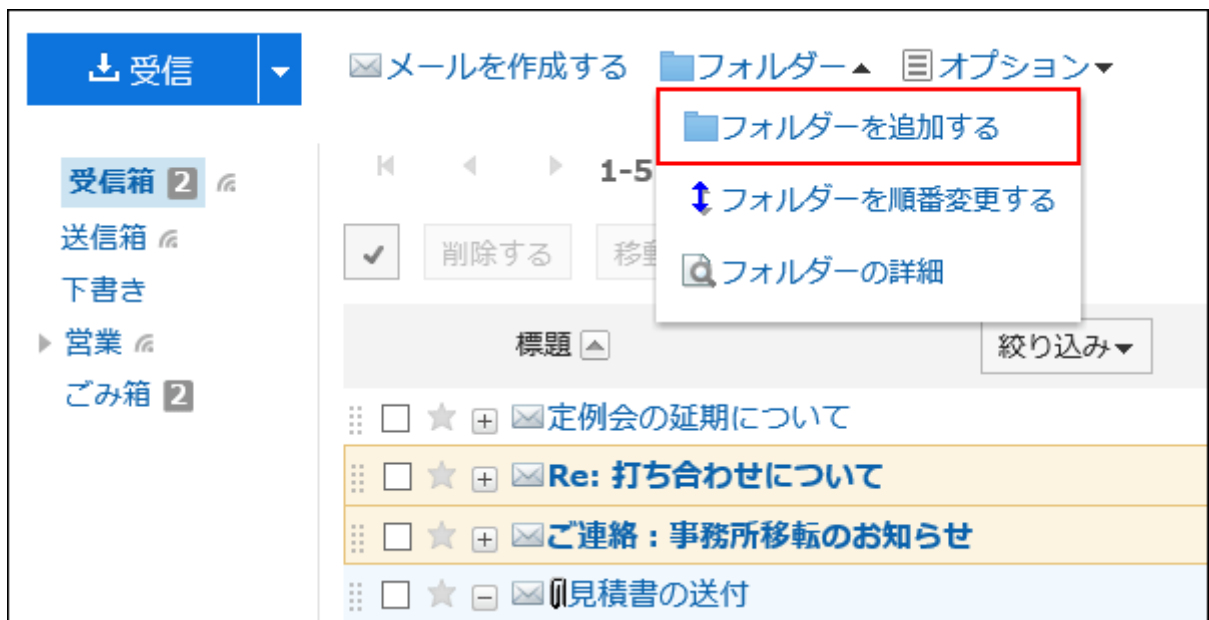 受信
メールを作成する フォルダー オプション
フォルダーを追加する
フォルダーを順番変更する
フォルダーの詳細
受信箱 2
送信箱
下書き
営業
ごみ箱 2
1-5
削除する 移動
標題 絞り込み
定例会の延期について
Re: 打ち合わせについて
ご連絡：事務所移転のお知らせ
見積書の送付